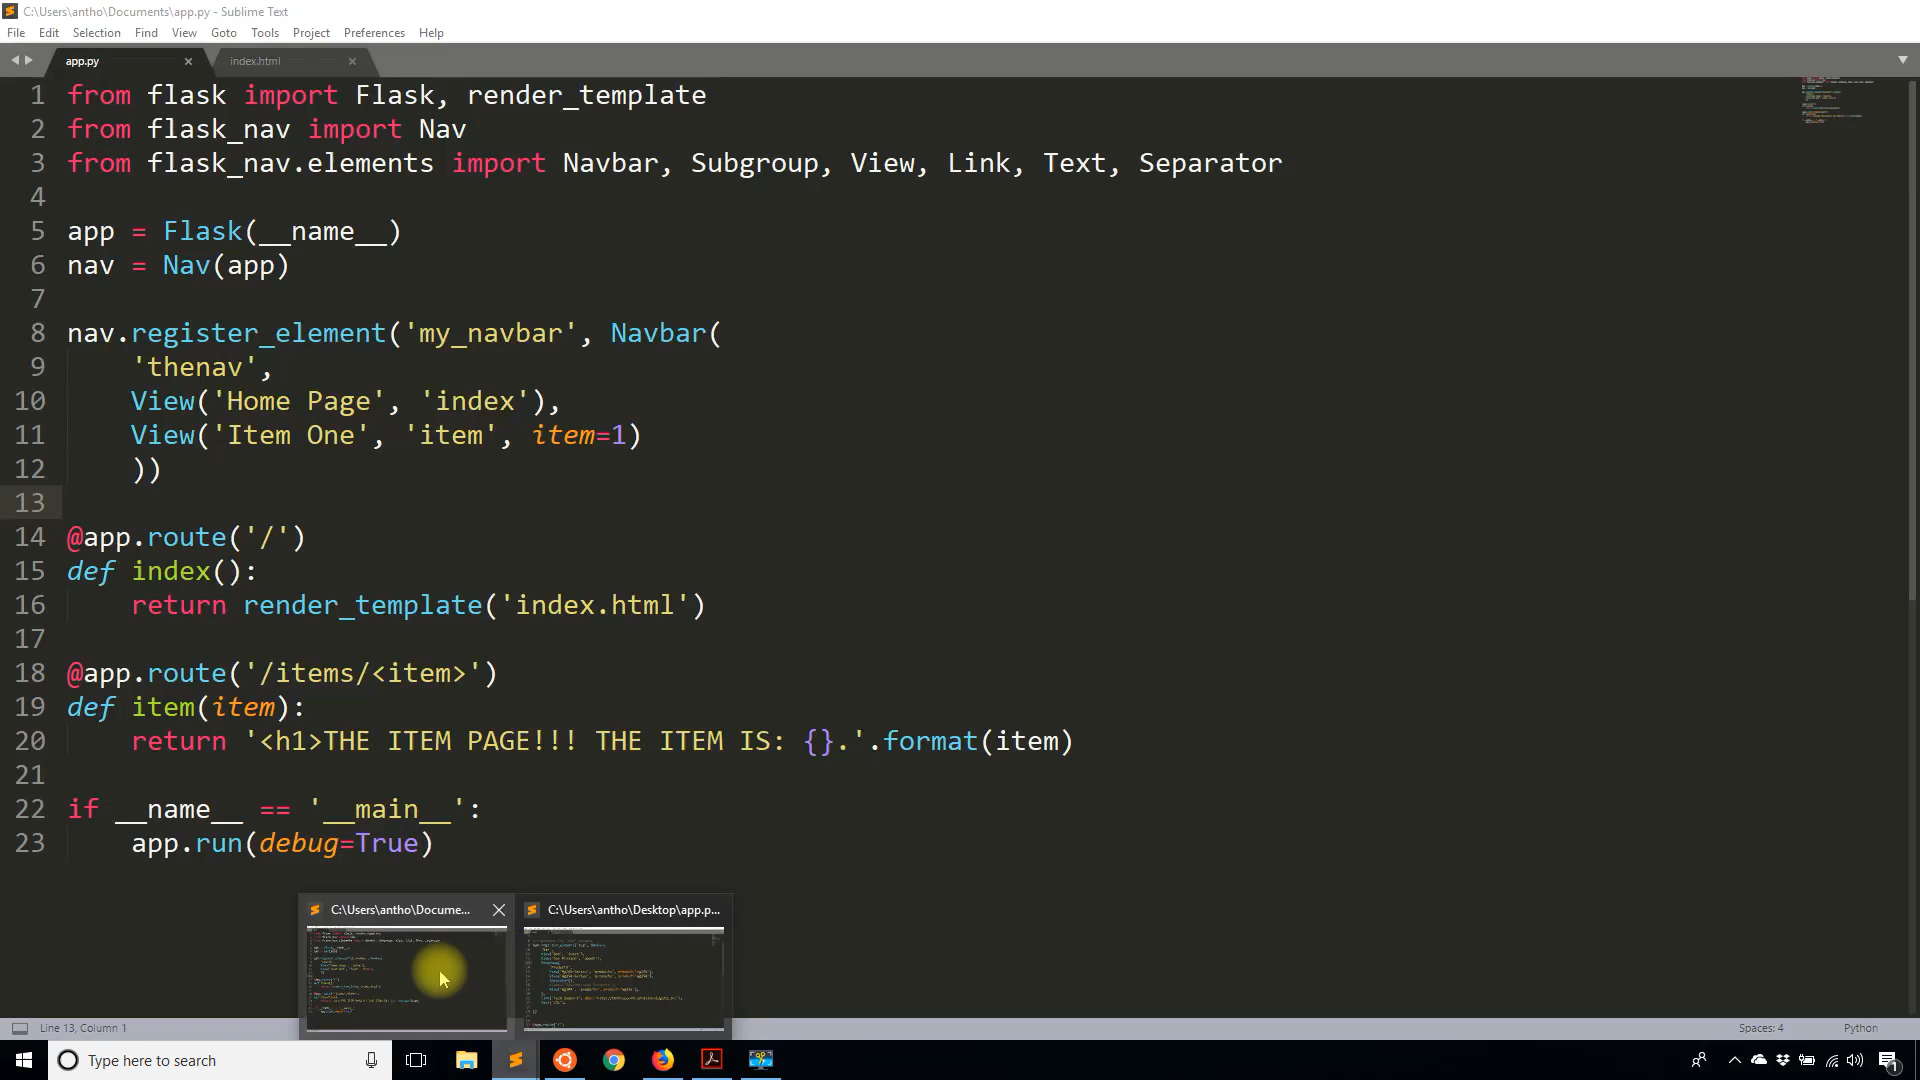 C:\Users\antho\Documents\app.py - Sublime Text
File Edit Selection Find View Goto Tools Project Preferences Help
app.py index.html
1 from flask import Flask, render_template
2 from flask_nav import Nav
3 from flask_nav.elements import Navbar, Subgroup, View, Link, Text, Separator
4
5 app = Flask(__name__)
6 nav = Nav(app)
7
8 nav.register_element('my_navbar', Navbar(
9 'thenav',
10 View('Home Page', 'index'),
11 View('Item One', 'item', item=1)
12 ))
13
14 @app.route('/')
15 def index():
16 return render_template('index.html')
17
18 @app.route('/items/<item>')
19 def item(item):
20 return '<h1>THE ITEM PAGE!!! THE ITEM IS: {}.'.format(item)
21
22 if __name__ == '__main__':
23 app.run(debug=True)
C:\Users\antho\Docume... C:\Users\antho\Desktop\app.p...
Line 13, Column 1 Spaces: 4 Python
Type here to search
1